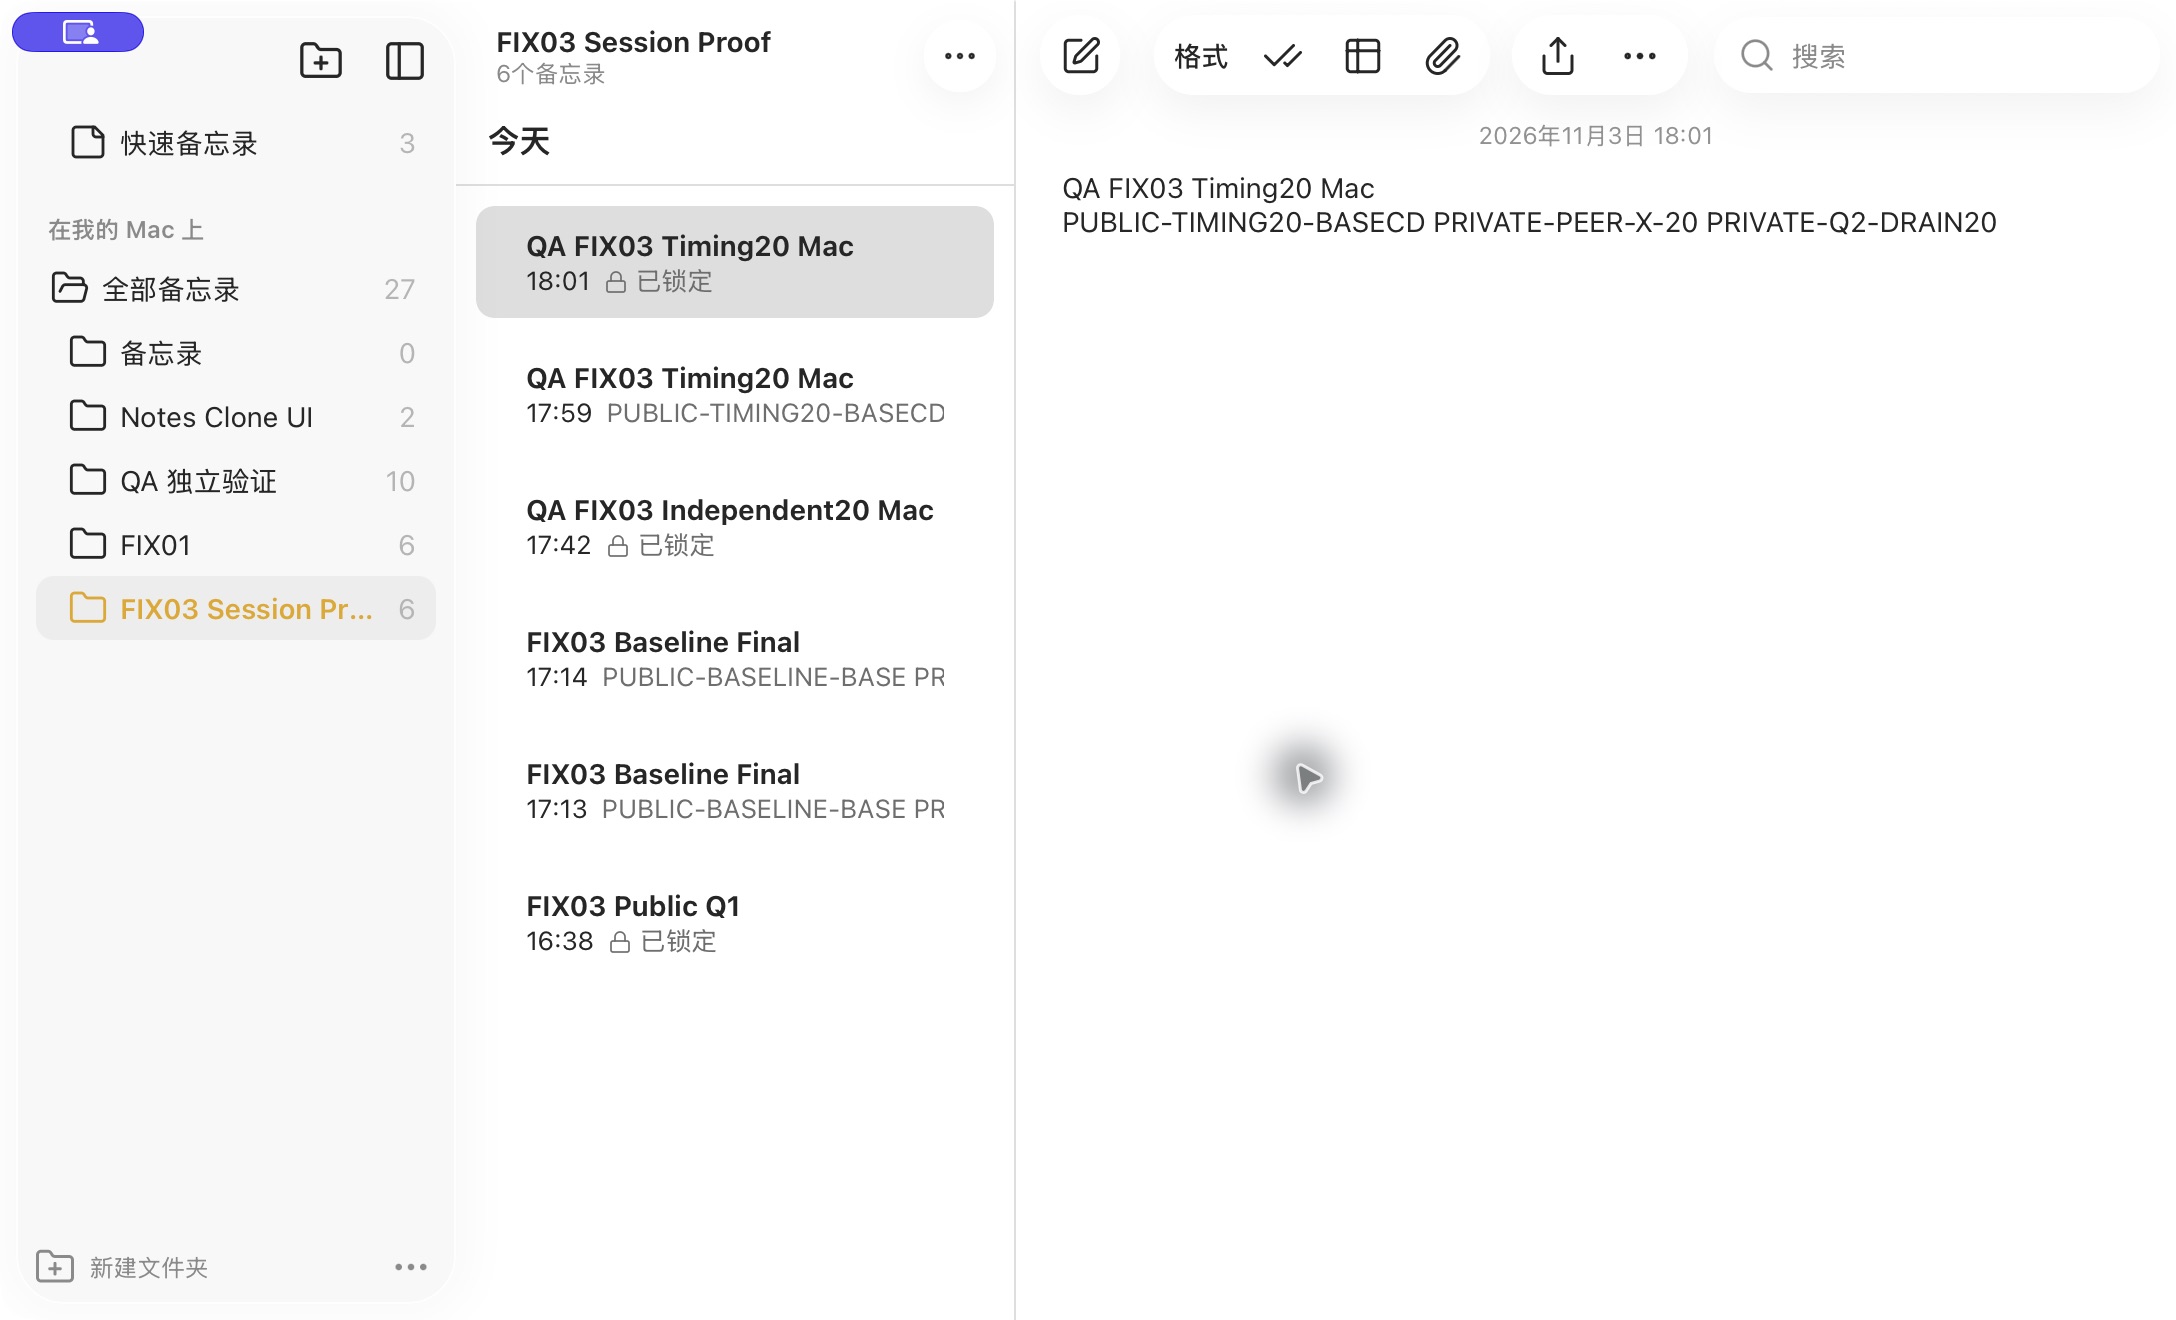 快速备忘录 3
在我的 Mac 上
全部备忘录 27
备忘录 0
Notes Clone UI 2
QA 独立验证 10
FIX01 6
FIX03 Session Pr... 6
新建文件夹
FIX03 Session Proof
6个备忘录
今天
QA FIX03 Timing20 Mac
18:01 已锁定
QA FIX03 Timing20 Mac
17:59 PUBLIC-TIMING20-BASECD
QA FIX03 Independent20 Mac
17:42 已锁定
FIX03 Baseline Final
17:14 PUBLIC-BASELINE-BASE PR
FIX03 Baseline Final
17:13 PUBLIC-BASELINE-BASE PR
FIX03 Public Q1
16:38 已锁定
格式
搜索
2026年11月3日 18:01
QA FIX03 Timing20 Mac
PUBLIC-TIMING20-BASECD PRIVATE-PEER-X-20 PRIVATE-Q2-DRAIN20